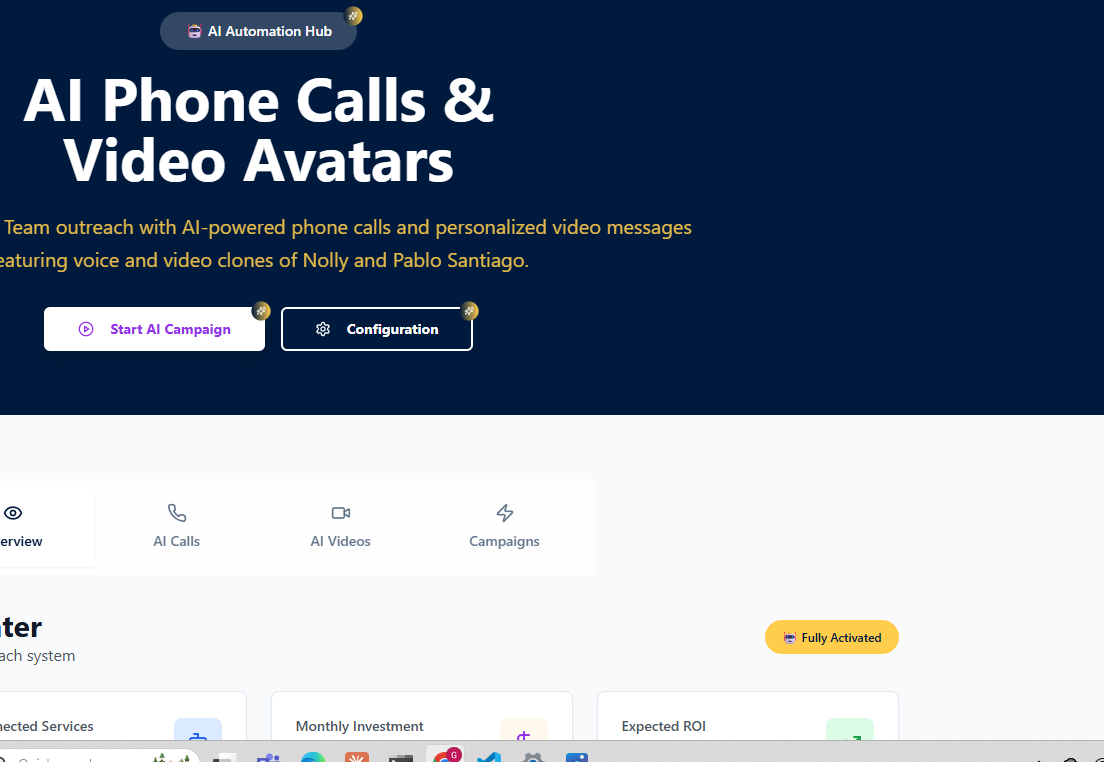 AI Automation Hub
AI Phone Calls &
Video Avatars
Team outreach with AI-powered phone calls and personalized video messages
eaturing voice and video clones of Nolly and Pablo Santiago.
Start AI Campaign
Configuration
erview
AI Calls
AI Videos
Campaigns
ter
ach system
Fully Activated
nected Services
Monthly Investment
Expected ROI
G